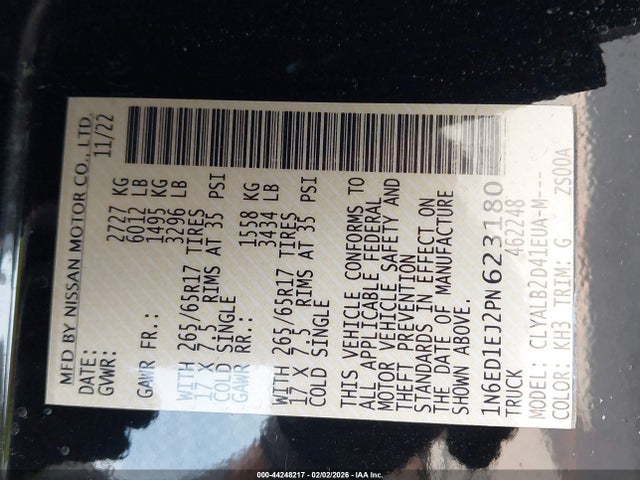 MFD BY NISSAN MOTOR CO., LTD.
DATE: 11/22
GVWR: 2727 KG
6012 LB
GAWR FR.: 1495 KG
3296 LB
WITH 265/65R17 TIRES
17 X 7.5 RIMS AT 35 PSI
COLD SINGLE
GAWR RR.: 1558 KG
3434 LB
WITH 265/65R17 TIRES
17 X 7.5 RIMS AT 35 PSI
COLD SINGLE
THIS VEHICLE CONFORMS TO
ALL APPLICABLE FEDERAL
MOTOR VEHICLE SAFETY AND
THEFT PREVENTION
STANDARDS IN EFFECT ON
THE DATE OF MANUFACTURE
SHOWN ABOVE.
1N6ED1EJ2PN623180
TRUCK 462248
MODEL: CLYALB2D41EUA-M---
COLOR: KH3 TRIM: G ZS00A
000-44248217 - 02/02/2026 - IAA Inc.